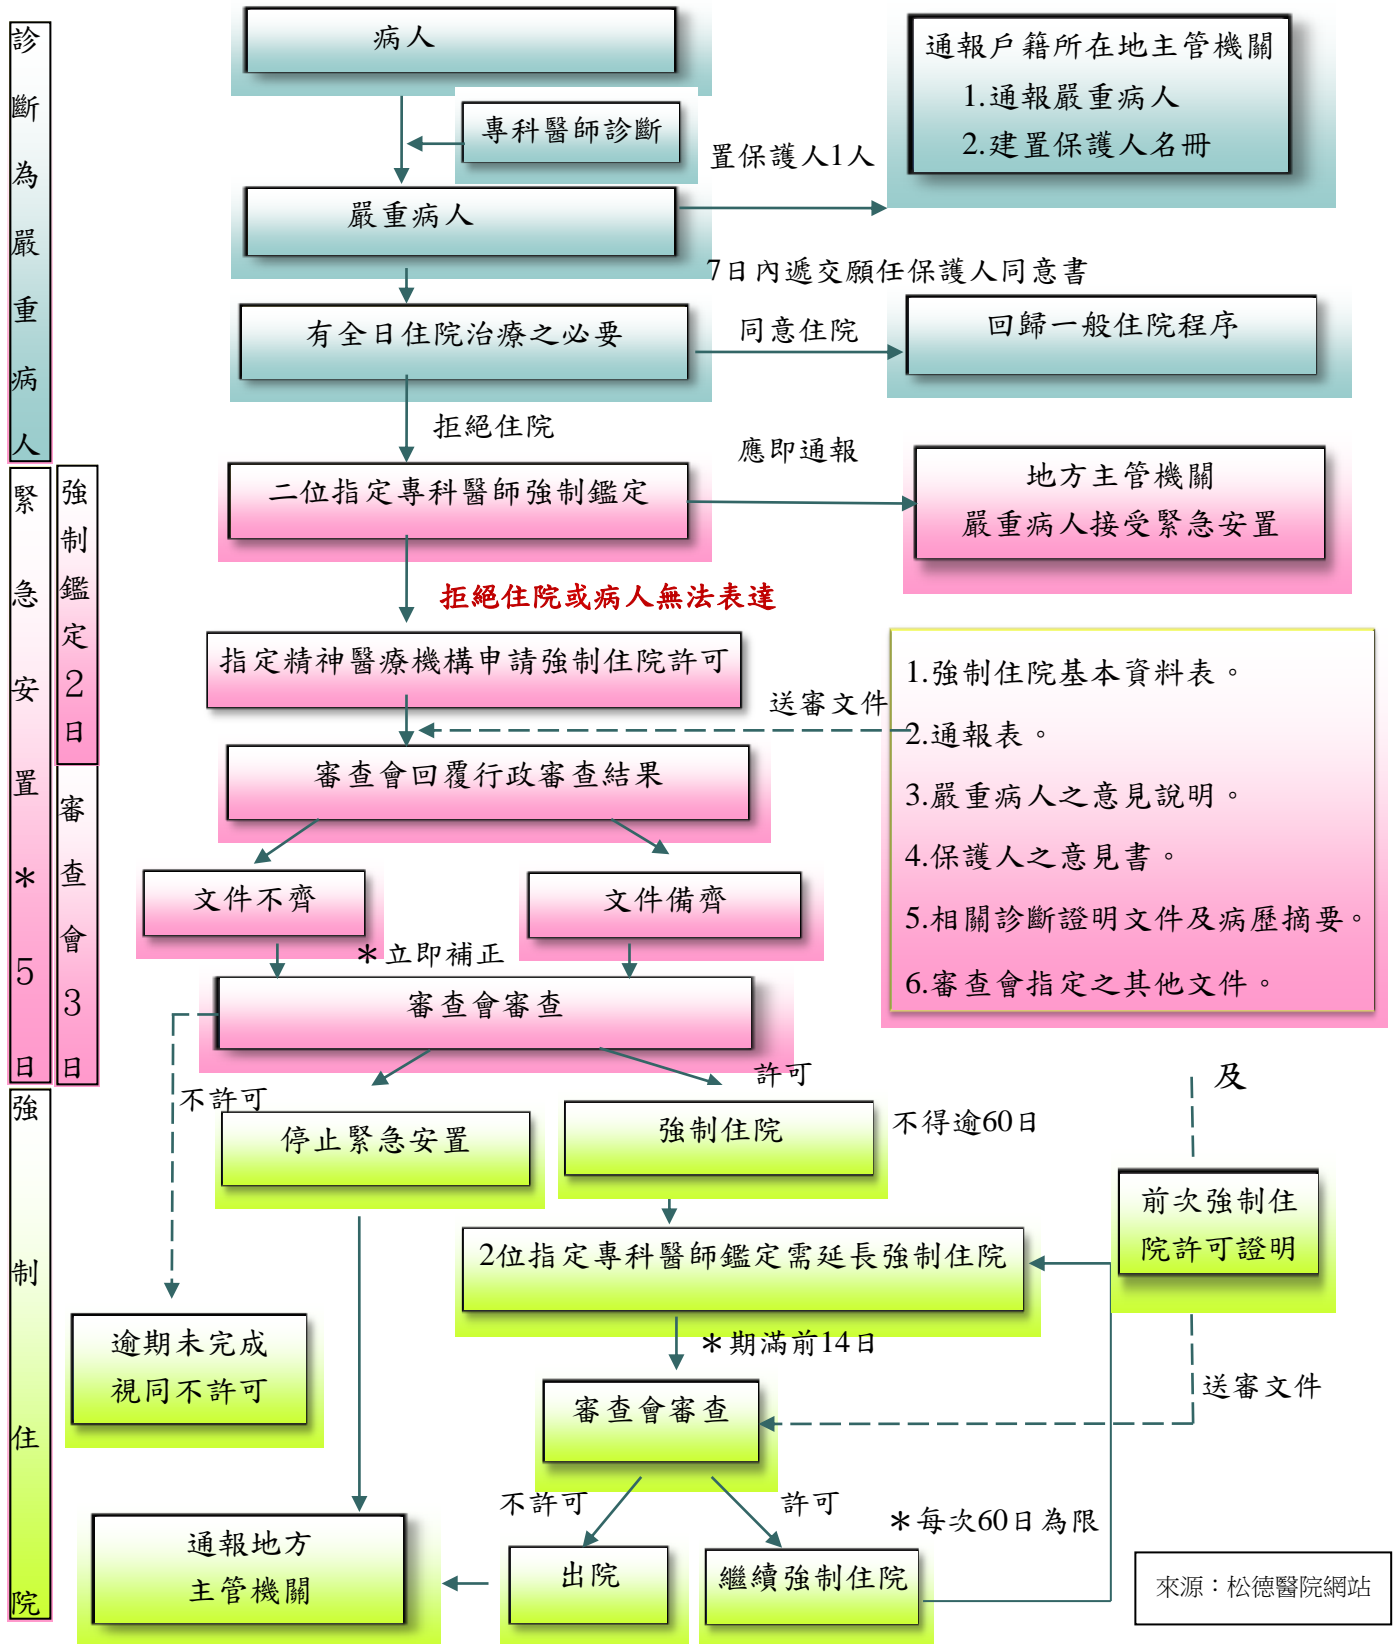 診斷為嚴重病人
病人
專科醫師診斷
置保護人1人
通報戶籍所在地主管機關
1.通報嚴重病人
2.建置保護人名冊
嚴重病人
7日內遞交願任保護人同意書
有全日住院治療之必要
同意住院
回歸一般住院程序
拒絕住院
緊急安置*5日
強制鑑定2日
二位指定專科醫師強制鑑定
應即通報
地方主管機關
嚴重病人接受緊急安置
拒絕住院或病人無法表達
指定精神醫療機構申請強制住院許可
送審文件
1.強制住院基本資料表。
2.通報表。
3.嚴重病人之意見說明。
4.保護人之意見書。
5.相關診斷證明文件及病歷摘要。
6.審查會指定之其他文件。
審查會3日
審查會回覆行政審查結果
文件不齊
文件備齊
*立即補正
審查會審查
不許可
許可
及
強制住院
停止緊急安置
強制住院
不得逾60日
前次強制住
院許可證明
2位指定專科醫師鑑定需延長強制住院
逾期未完成
視同不許可
*期滿前14日
送審文件
審查會審查
不許可
許可
*每次60日為限
通報地方
主管機關
出院
繼續強制住院
來源：松德醫院網站